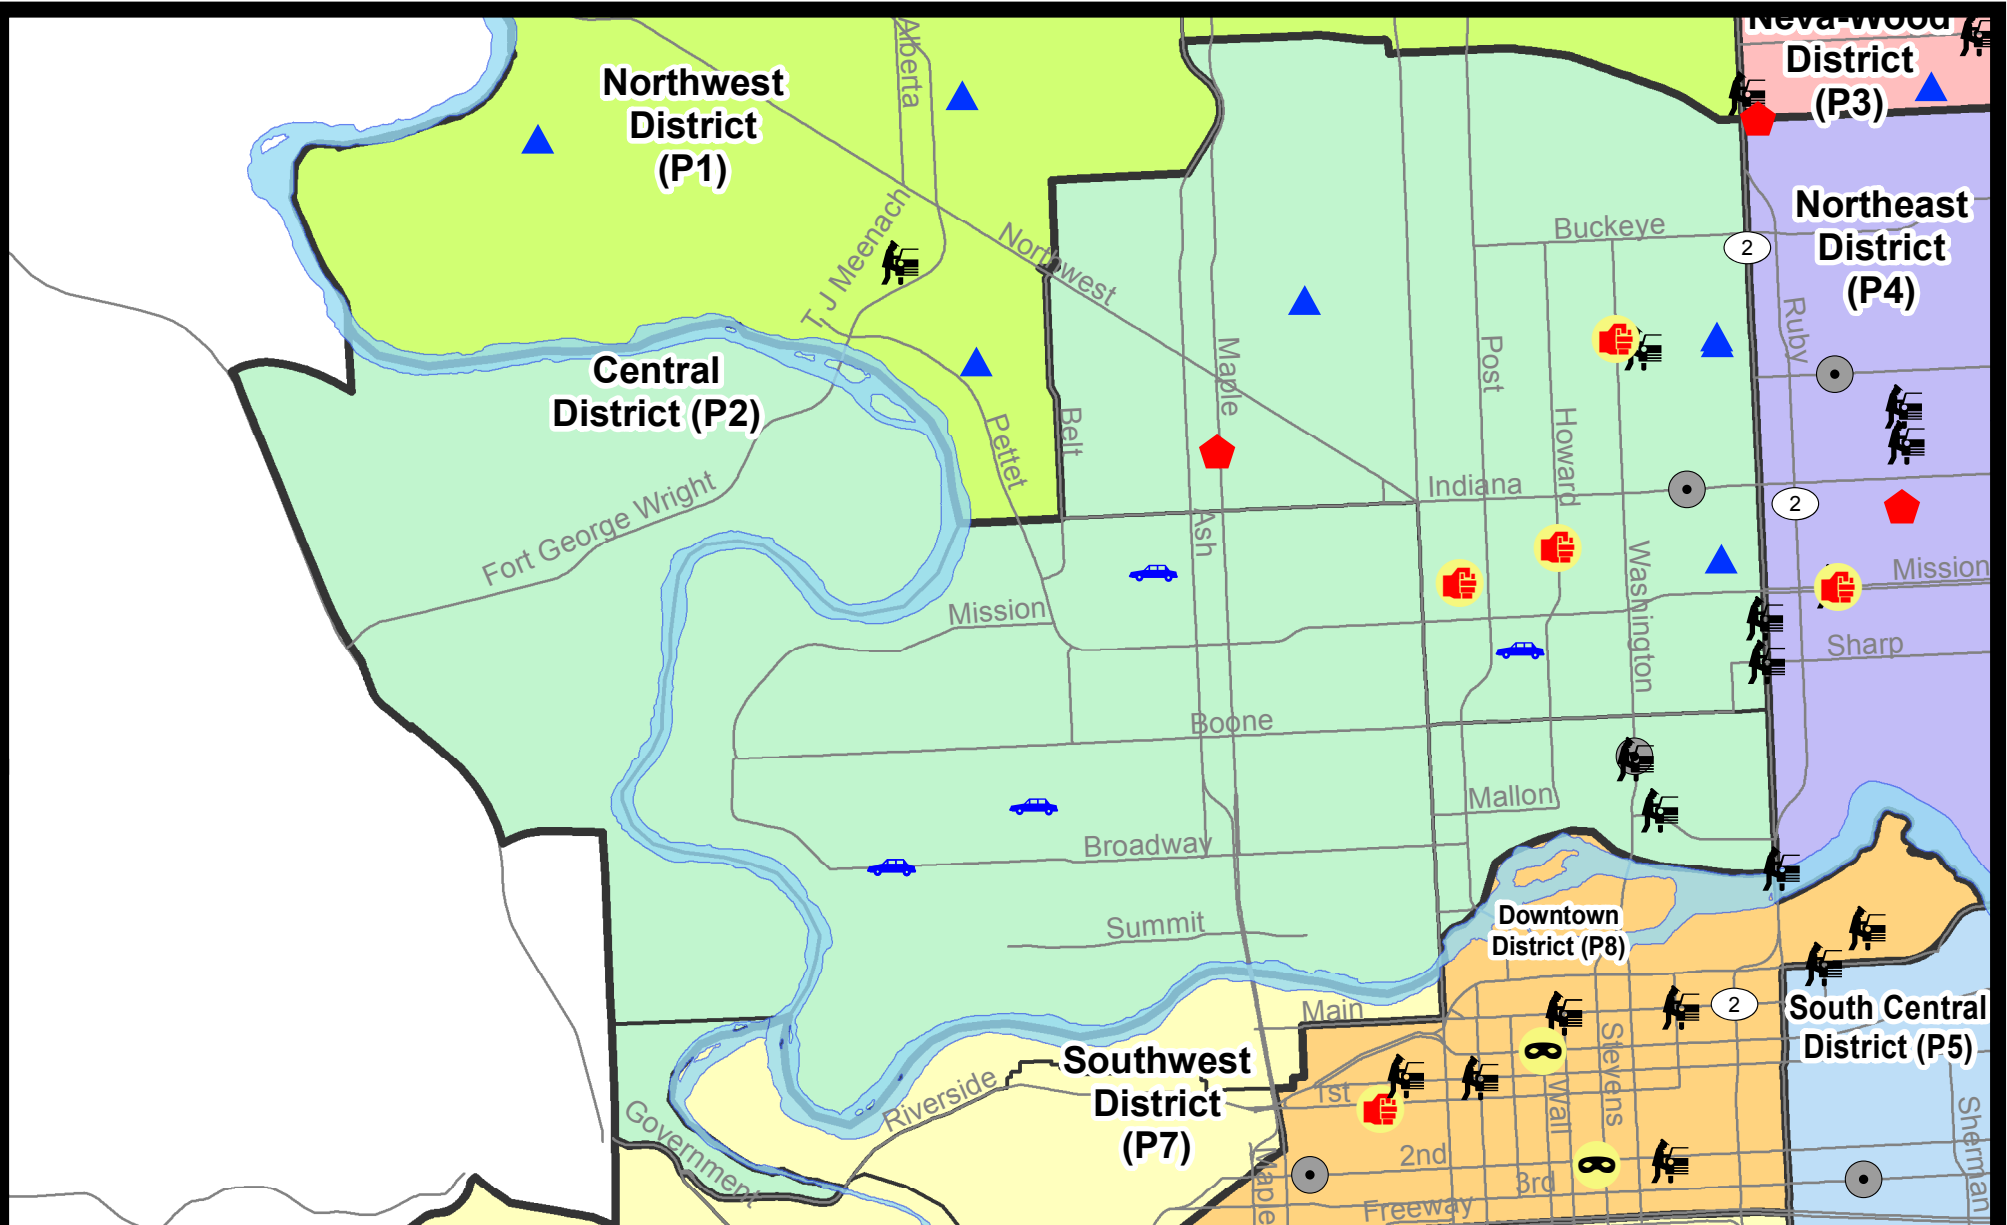 Neva-Wood
District
(P3)
Northwest
District
(P1)
Alberta
Northeast
District
(P4)
T J Meenach
Northwest
Buckeye
2
Ruby
Central
District (P2)
Maple
Post
Belt
Howard
Pettet
Indiana
2
Fort George Wright
Ash
Washington
Mission
Mission
Sharp
Boone
Mallon
Broadway
Summit
Downtown
District (P8)
Main
2
South Central
District (P5)
Stevens
Southwest
District
(P7)
Riverside
1st
Wall
Sherman
Government
2nd
3rd
Maple
Freeway